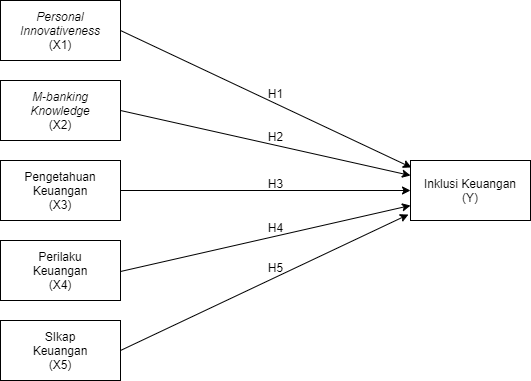 Personal
Innovativeness
(X1)
H1
M-banking
Knowledge
(X2)
H2
Pengetahuan
Keuangan
(X3)
H3
Inklusi Keuangan
(Y)
Perilaku
Keuangan
(X4)
H4
SIkap
Keuangan
(X5)
H5